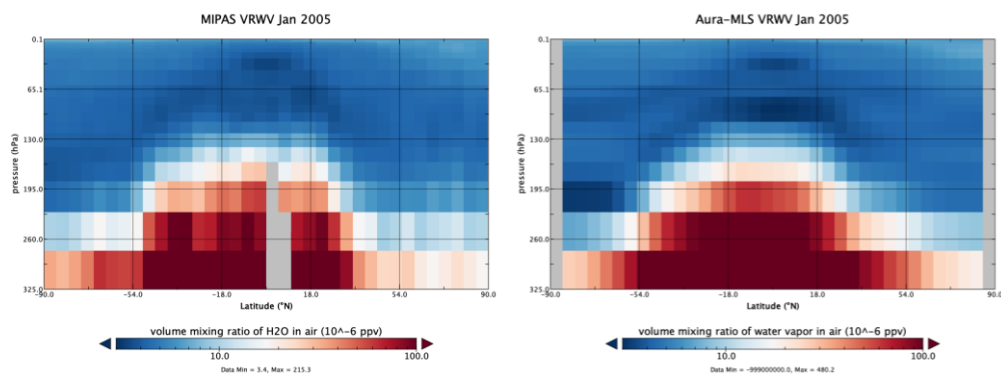 MIPAS VRWV Jan 2005
0.1
65.1
130.0
195.0
260.0
325.0
pressure (hPa)
-90.0 -54.0 -18.0 18.0 54.0 90.0
Latitude (°N)
volume mixing ratio of H2O in air (10^-6 ppv)
10.0 100.0
Data Min = 3.4, Max = 215.3
Aura-MLS VRWV Jan 2005
0.1
65.1
130.0
195.0
260.0
325.0
pressure (hPa)
-90.0 -54.0 -18.0 18.0 54.0 90.0
Latitude (°N)
volume mixing ratio of water vapor in air (10^-6 ppv)
10.0 100.0
Data Min = -999000000.0, Max = 480.2